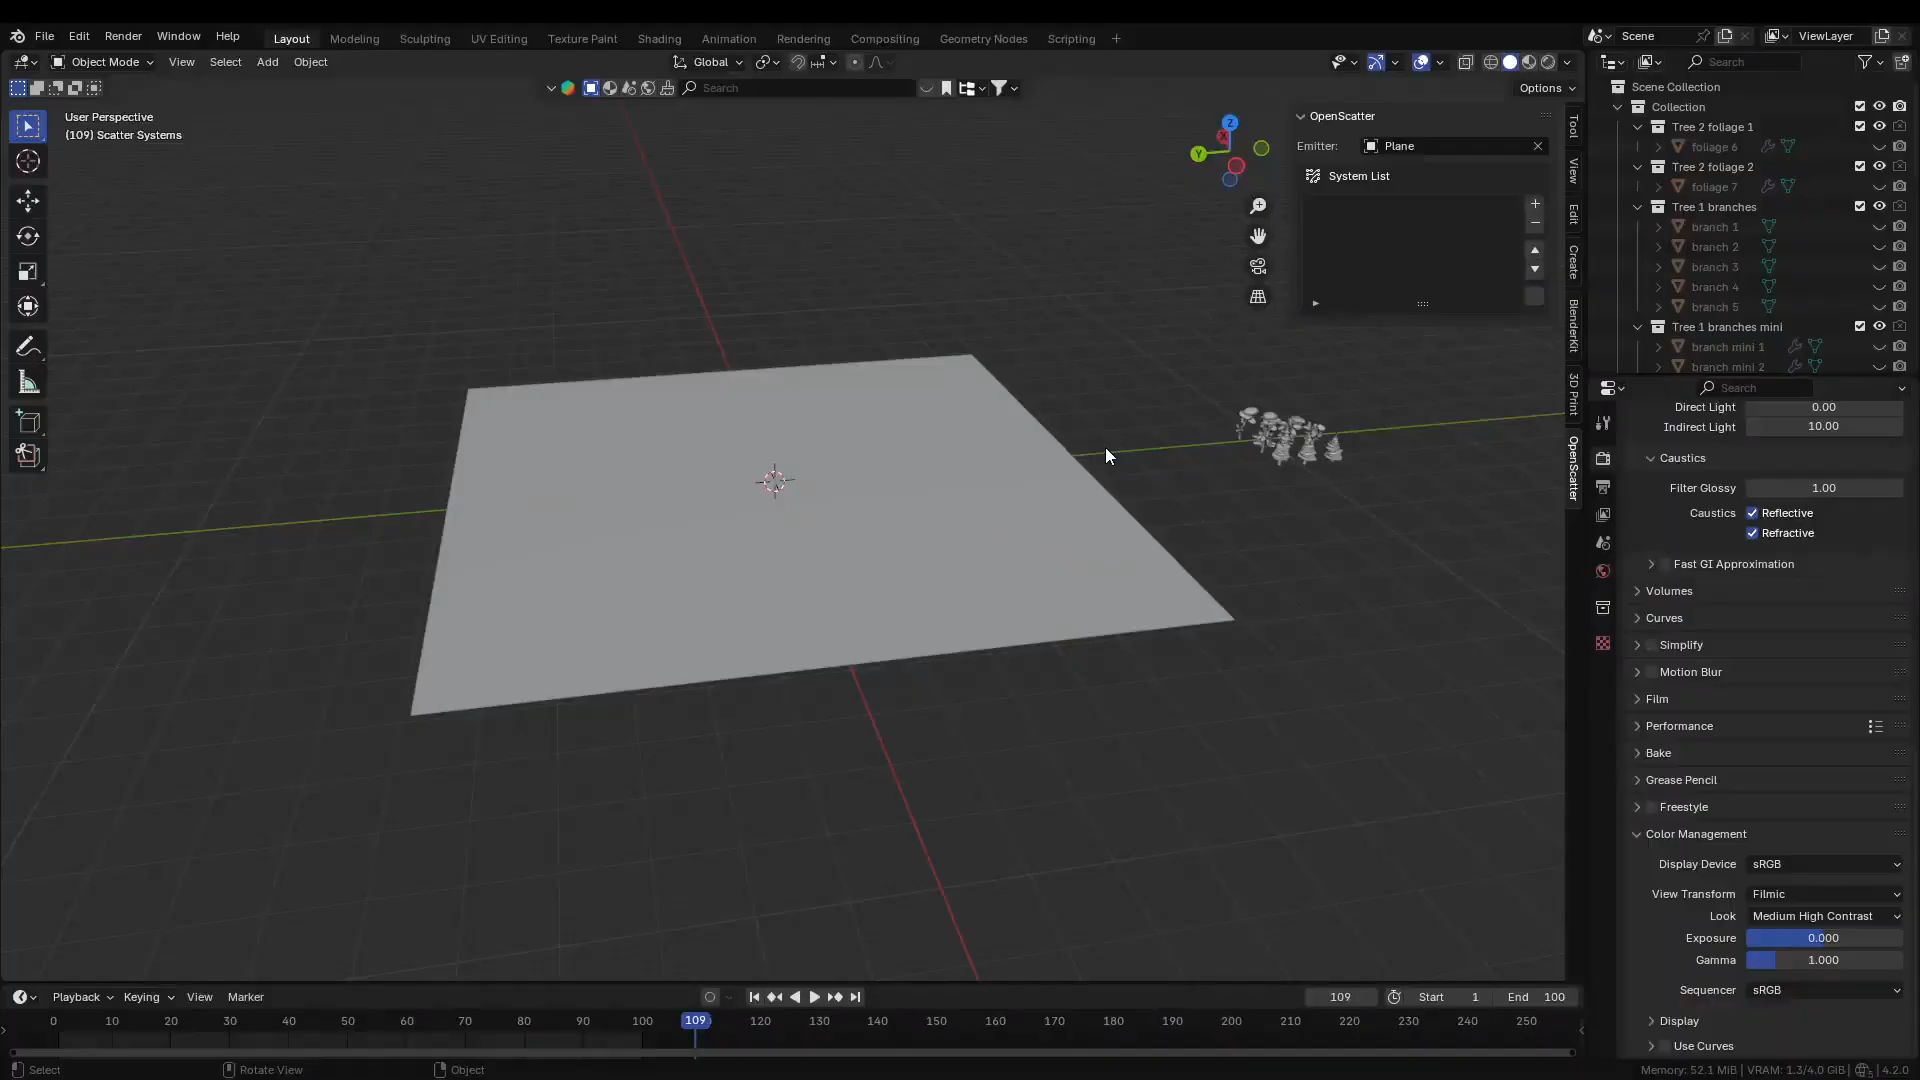 File Edit Render Window Help Layout Modeling Sculpting UV Editing Texture Paint Shading Animation Rendering Compositing Geometry Nodes Scripting + Scene ViewLayer
Object Mode View Select Add Object Global Search
Search Options
User Perspective
(109) Scatter Systems
Z
X
Y
OpenScatter
Emitter: Plane
System List
Tool
View
Edit
Create
BlenderKit
3D Print
OpenScatter
Scene Collection
Collection
Tree 2 foliage 1
foliage 6
Tree 2 foliage 2
foliage 7
Tree 1 branches
branch 1
branch 2
branch 3
branch 4
branch 5
Tree 1 branches mini
branch mini 1
branch mini 2
Search
Direct Light 0.00
Indirect Light 10.00
Caustics
Filter Glossy 1.00
Caustics Reflective
Refractive
Fast GI Approximation
Volumes
Curves
Simplify
Motion Blur
Film
Performance
Bake
Grease Pencil
Freestyle
Color Management
Display Device sRGB
View Transform Filmic
Look Medium High Contrast
Exposure 0.000
Gamma 1.000
Sequencer sRGB
Display
Use Curves
Playback Keying View Marker 109 Start 1 End 100
0 10 20 30 40 50 60 70 80 90 100 109 120 130 140 150 160 170 180 190 200 210 220 230 240 250
Select Rotate View Object Memory: 52.1 MiB | VRAM: 1.3/4.0 GiB | 4.2.0